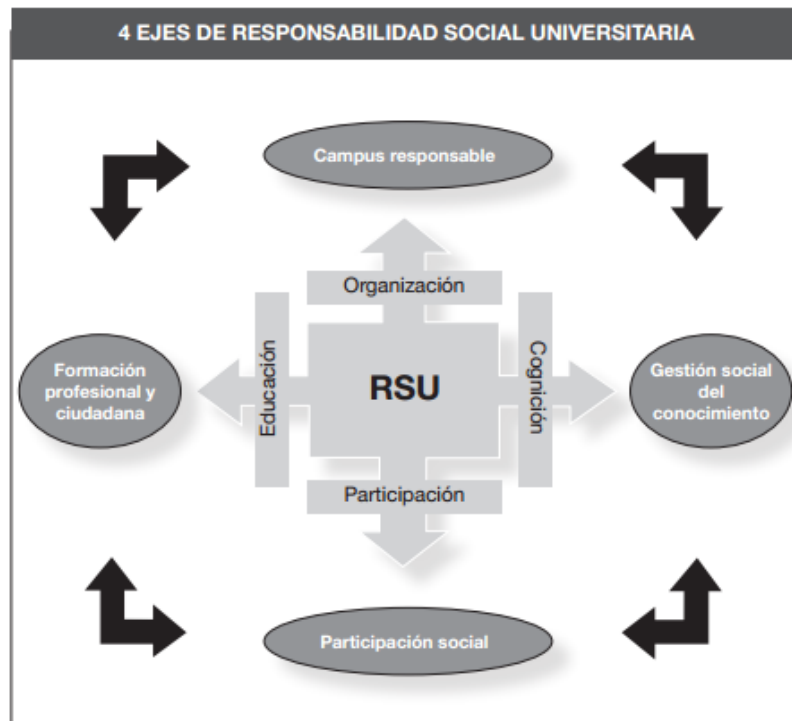 4 EJES DE RESPONSABILIDAD SOCIAL UNIVERSITARIA
Campus responsable
Organización
Educación
Formación
profesional y
ciudadana
RSU
Cognición
Gestión social
del
conocimiento
Participación
Participación social